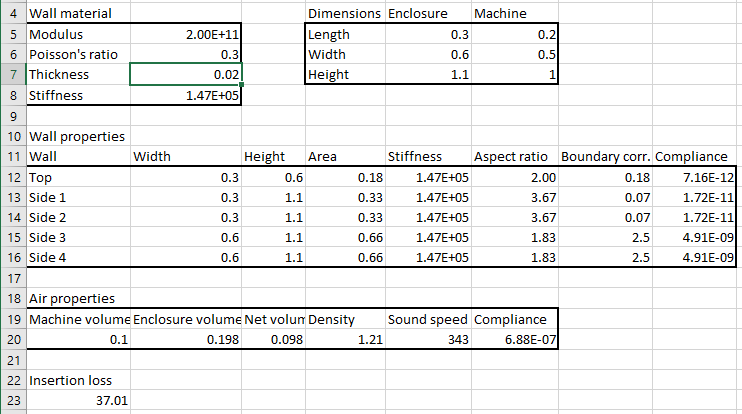 4 Wall material Dimensions Enclosure Machine
5 Modulus 2.00E+11 Length 0.3 0.2
6 Poisson's ratio 0.3 Width 0.6 0.5
7 Thickness 0.02 Height 1.1 1
8 Stiffness 1.47E+05
9
10 Wall properties
11 Wall Width Height Area Stiffness Aspect ratio Boundary corr. Compliance
12 Top 0.3 0.6 0.18 1.47E+05 2.00 0.18 7.16E-12
13 Side 1 0.3 1.1 0.33 1.47E+05 3.67 0.07 1.72E-11
14 Side 2 0.3 1.1 0.33 1.47E+05 3.67 0.07 1.72E-11
15 Side 3 0.6 1.1 0.66 1.47E+05 1.83 2.5 4.91E-09
16 Side 4 0.6 1.1 0.66 1.47E+05 1.83 2.5 4.91E-09
17
18 Air properties
19 Machine volume Enclosure volume Net volum Density Sound speed Compliance
20 0.1 0.198 0.098 1.21 343 6.88E-07
21
22 Insertion loss
23 37.01